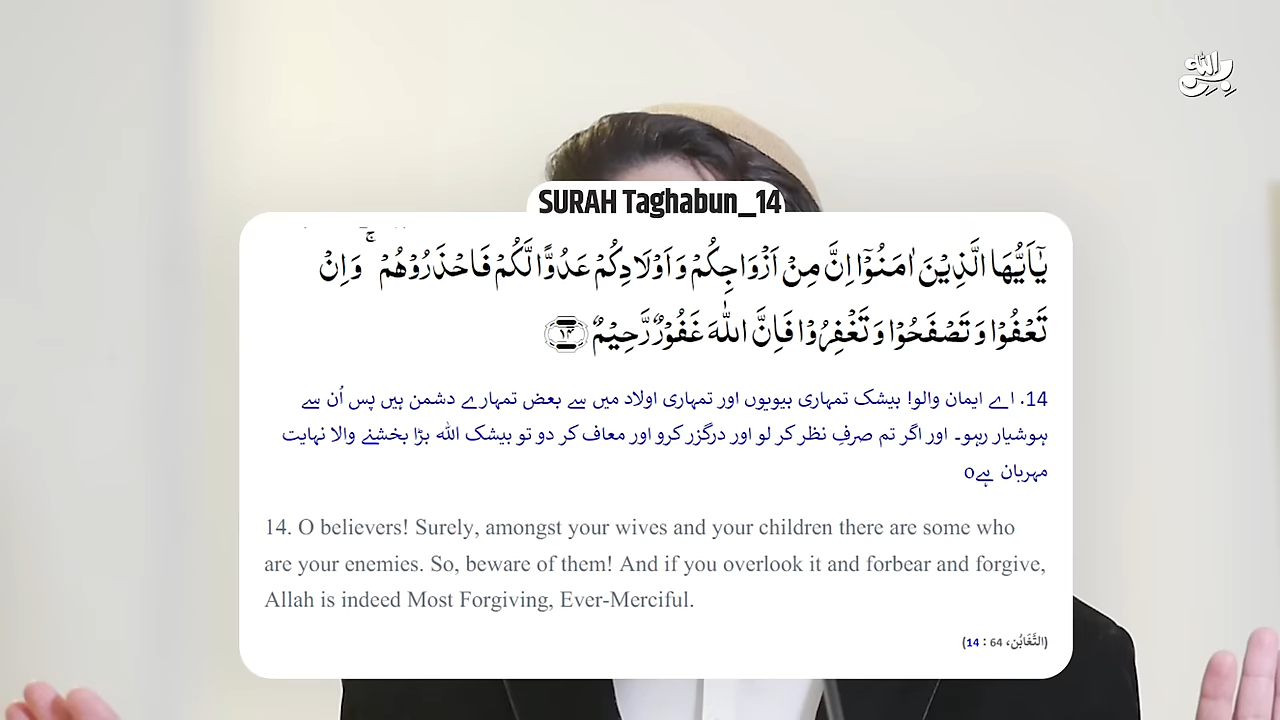 بِسْمِ اللّٰه
SURAH Taghabun_14
يٰٓاَيُّهَا الَّذِيْنَ اٰمَنُوْٓا اِنَّ مِنْ اَزْوَاجِكُمْ وَاَوْلَادِكُمْ عَدُوًّا لَّكُمْ فَاحْذَرُوْهُمْ ۚ وَاِنْ
تَعْفُوْا وَتَصْفَحُوْا وَتَغْفِرُوْا فَاِنَّ اللّٰهَ غَفُوْرٌ رَّحِيْمٌ ﴿۱۴﴾
14. اے ایمان والو! بیشک تمہاری بیویوں اور تمہاری اولاد میں سے بعض تمہارے دشمن ہیں پس اُن سے
ہوشیار رہو۔ اور اگر تم صرفِ نظر کر لو اور درگزر کرو اور معاف کر دو تو بیشک اللہ بڑا بخشنے والا نہایت
مہربان ہےo
14. O believers! Surely, amongst your wives and your children there are some who
are your enemies. So, beware of them! And if you overlook it and forbear and forgive,
Allah is indeed Most Forgiving, Ever-Merciful.
(التَّغَابُن، 64 : 14)